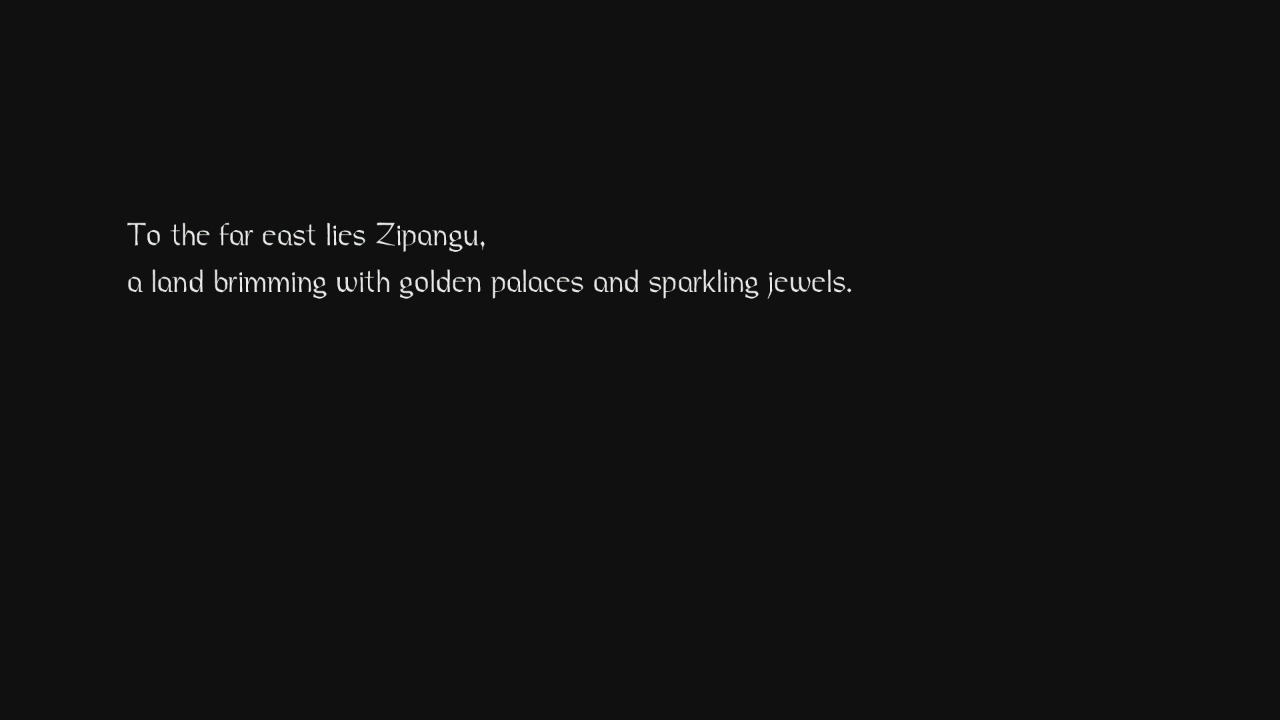 To the far east lies Zipangu,
a land brimming with golden palaces and sparkling jewels.